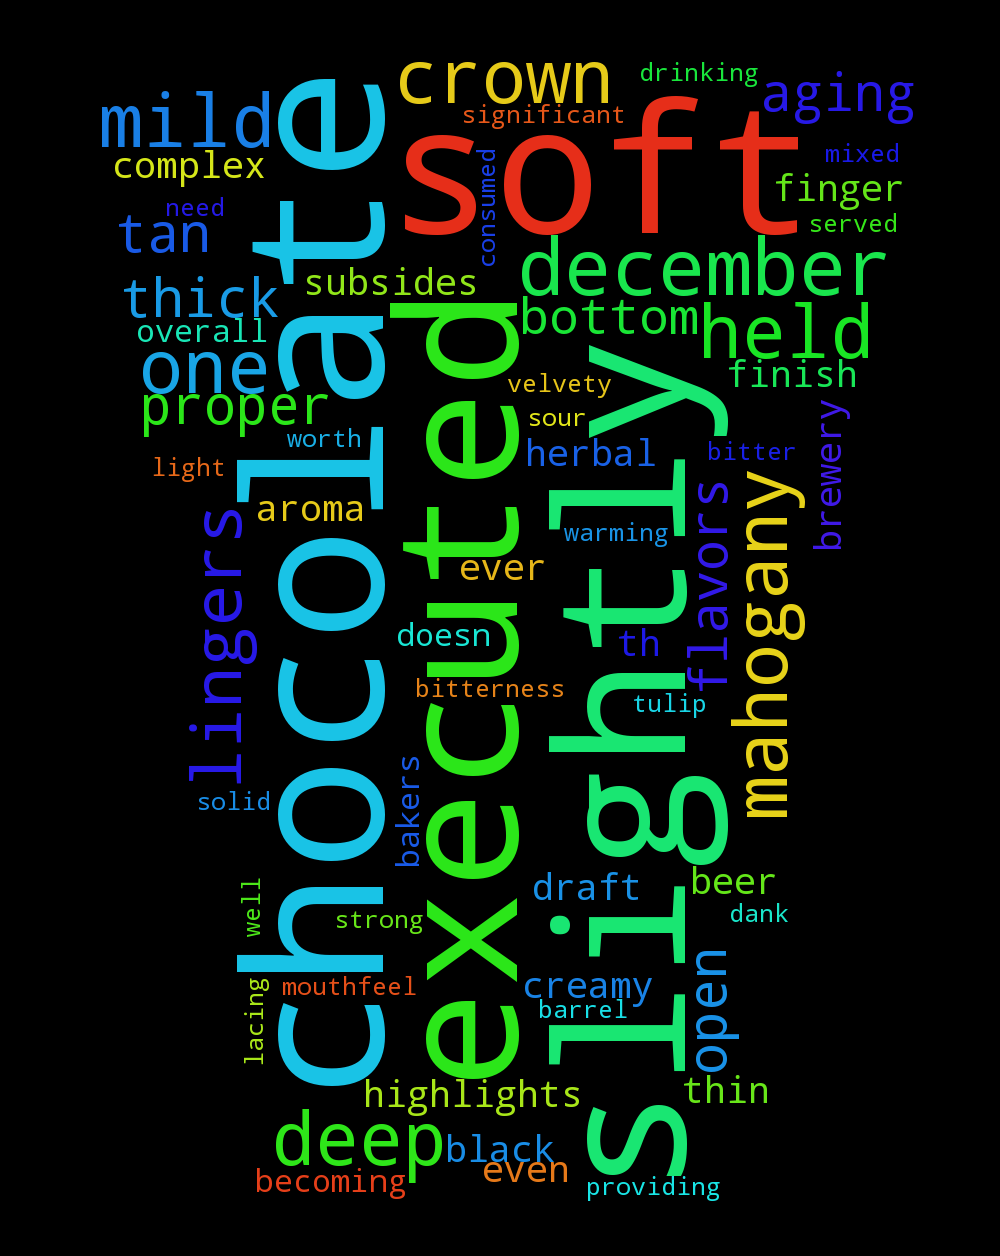 crown
drinking
aging
mild
significant
soft
complex
mixed
finger
need
consumed
served
tan
december
subsides
thick
bottom
held
overall
one
finish
velvety
proper
sour
worth
herbal
bitter
brewery
light
chocolate
executed
slightly
aroma
warming
flavors
mahogany
lingers
ever
doesn
th
bitterness
tulip
solid
bakers
draft
beer
well
strong
dank
mouthfeel
creamy
lacing
barrel
open
highlights
thin
deep
black
even
becoming
providing